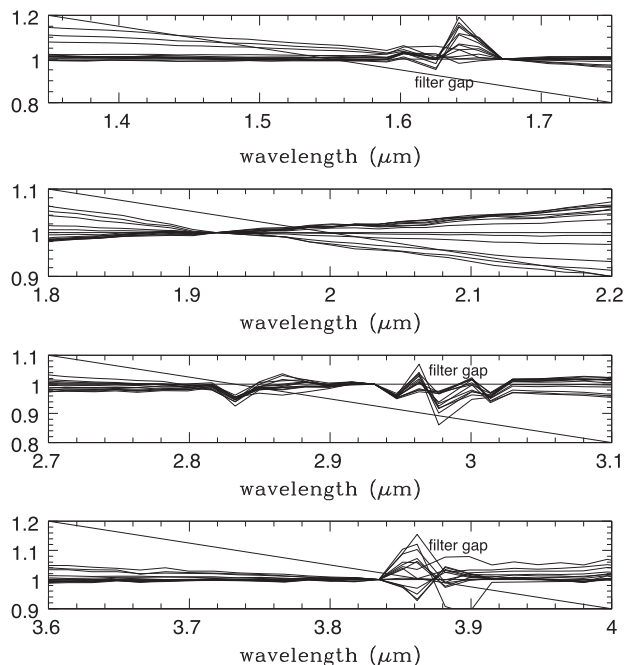 1.2
1
0.8
filter gap
1.4 1.5 1.6 1.7
wavelength (μm)
1.1
1
0.9
1.8 1.9 2 2.1 2.2
wavelength (μm)
1.1
1
0.9
0.8
filter gap
2.7 2.8 2.9 3 3.1
wavelength (μm)
1.2
1.1
1
0.9
filter gap
3.6 3.7 3.8 3.9 4
wavelength (μm)